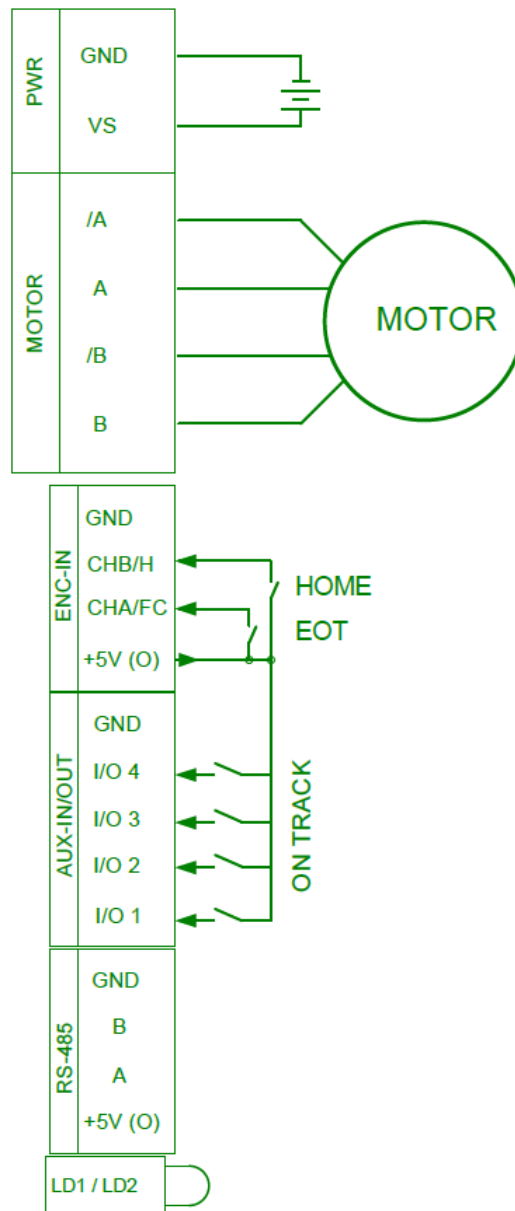 PWR
GND
VS
MOTOR
/A
A
/B
B
MOTOR
ENC-IN
GND
CHB/H
CHA/FC
+5V (O)
HOME
EOT
AUX-IN/OUT
GND
I/O 4
I/O 3
I/O 2
I/O 1
ON TRACK
RS-485
GND
B
A
+5V (O)
LD1 / LD2